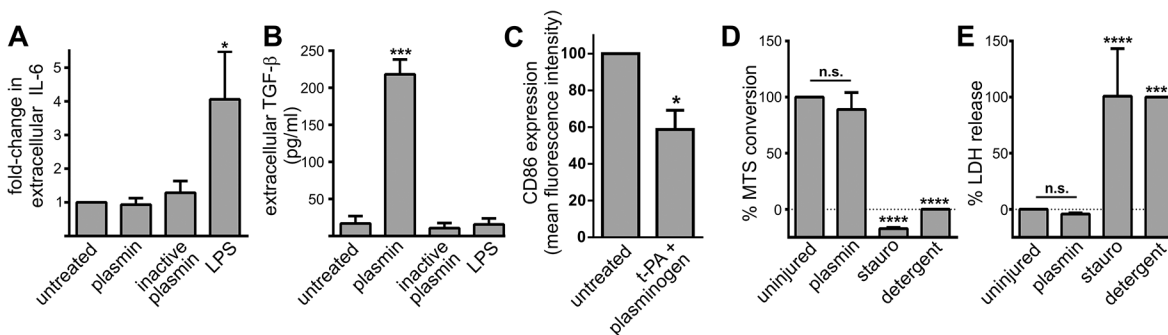 A
fold-change in
extracellular IL-6
5
4
3
2
1
*
untreated
plasmin
inactive
plasmin
LPS
B
extracellular TGF-β
(pg/ml)
250
200
150
100
50
***
untreated
plasmin
inactive
plasmin
LPS
C
CD86 expression
(mean fluorescence intensity)
100
80
60
40
20
0
*
untreated
t-PA +
plasminogen
D
% MTS conversion
150
100
50
0
n.s.
****
****
uninjured
plasmin
stauro
detergent
E
% LDH release
150
100
50
0
n.s.
****
****
uninjured
plasmin
stauro
detergent